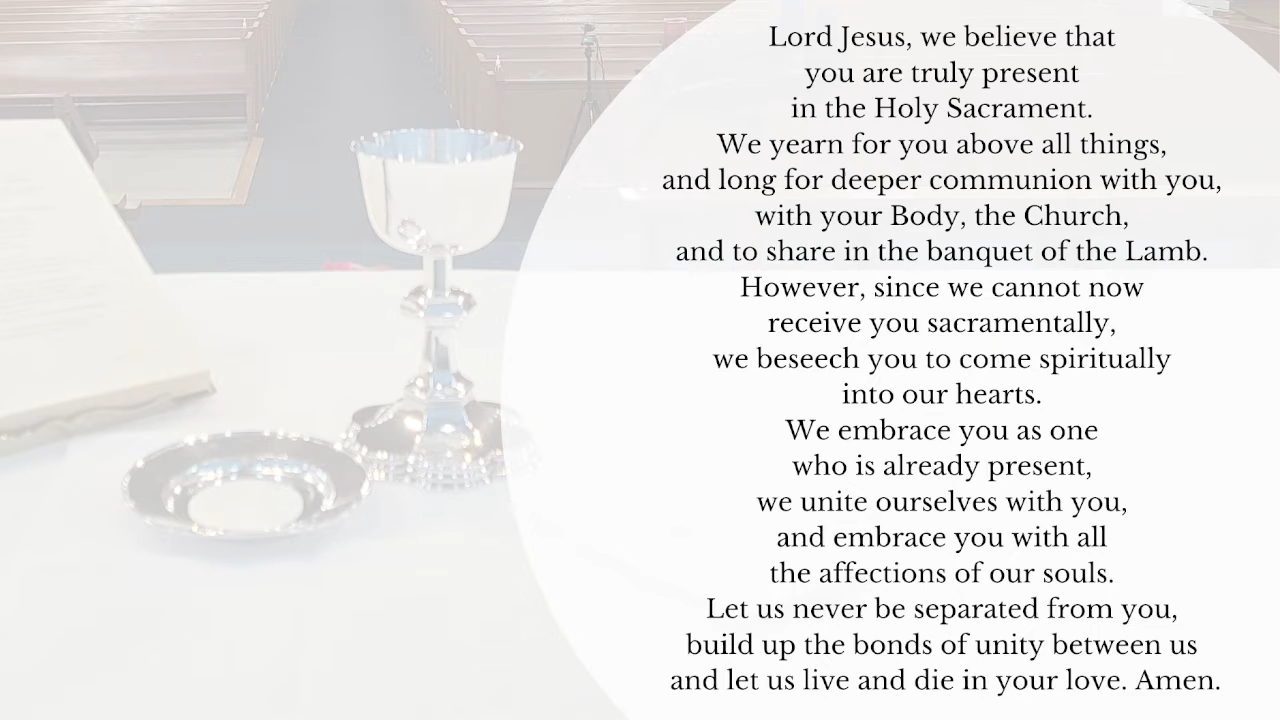 Lord Jesus, we believe that
you are truly present
in the Holy Sacrament.
We yearn for you above all things,
and long for deeper communion with you,
with your Body, the Church,
and to share in the banquet of the Lamb.
However, since we cannot now
receive you sacramentally,
we beseech you to come spiritually
into our hearts.
We embrace you as one
who is already present,
we unite ourselves with you,
and embrace you with all
the affections of our souls.
Let us never be separated from you,
build up the bonds of unity between us
and let us live and die in your love. Amen.